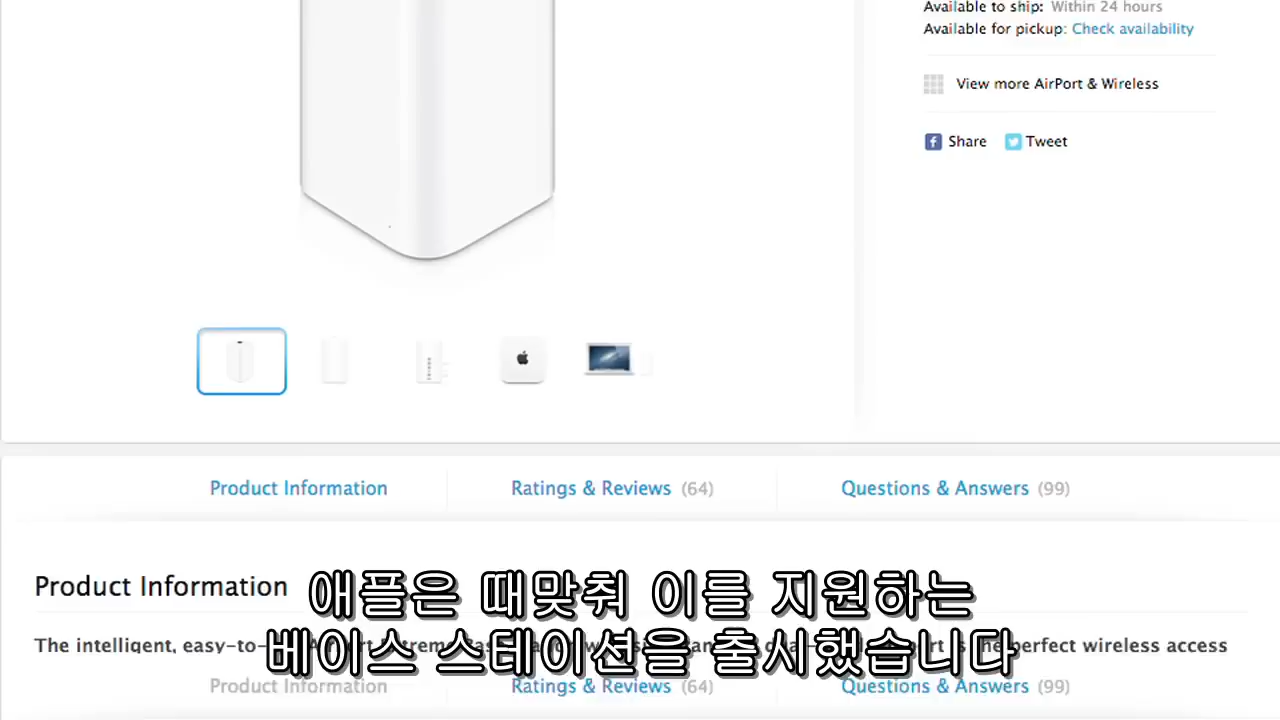 Available to ship: Within 24 hours
Available for pickup: Check availability
View more AirPort & Wireless
Share Tweet
Product Information Ratings & Reviews (64) Questions & Answers (99)
Product Information
애플은 때맞춰 이를 지원하는
베이스 스테이션을 출시했습니다
The intelligent, easy-to- perfect wireless access
Product Information Ratings & Reviews (64) Questions & Answers (99)